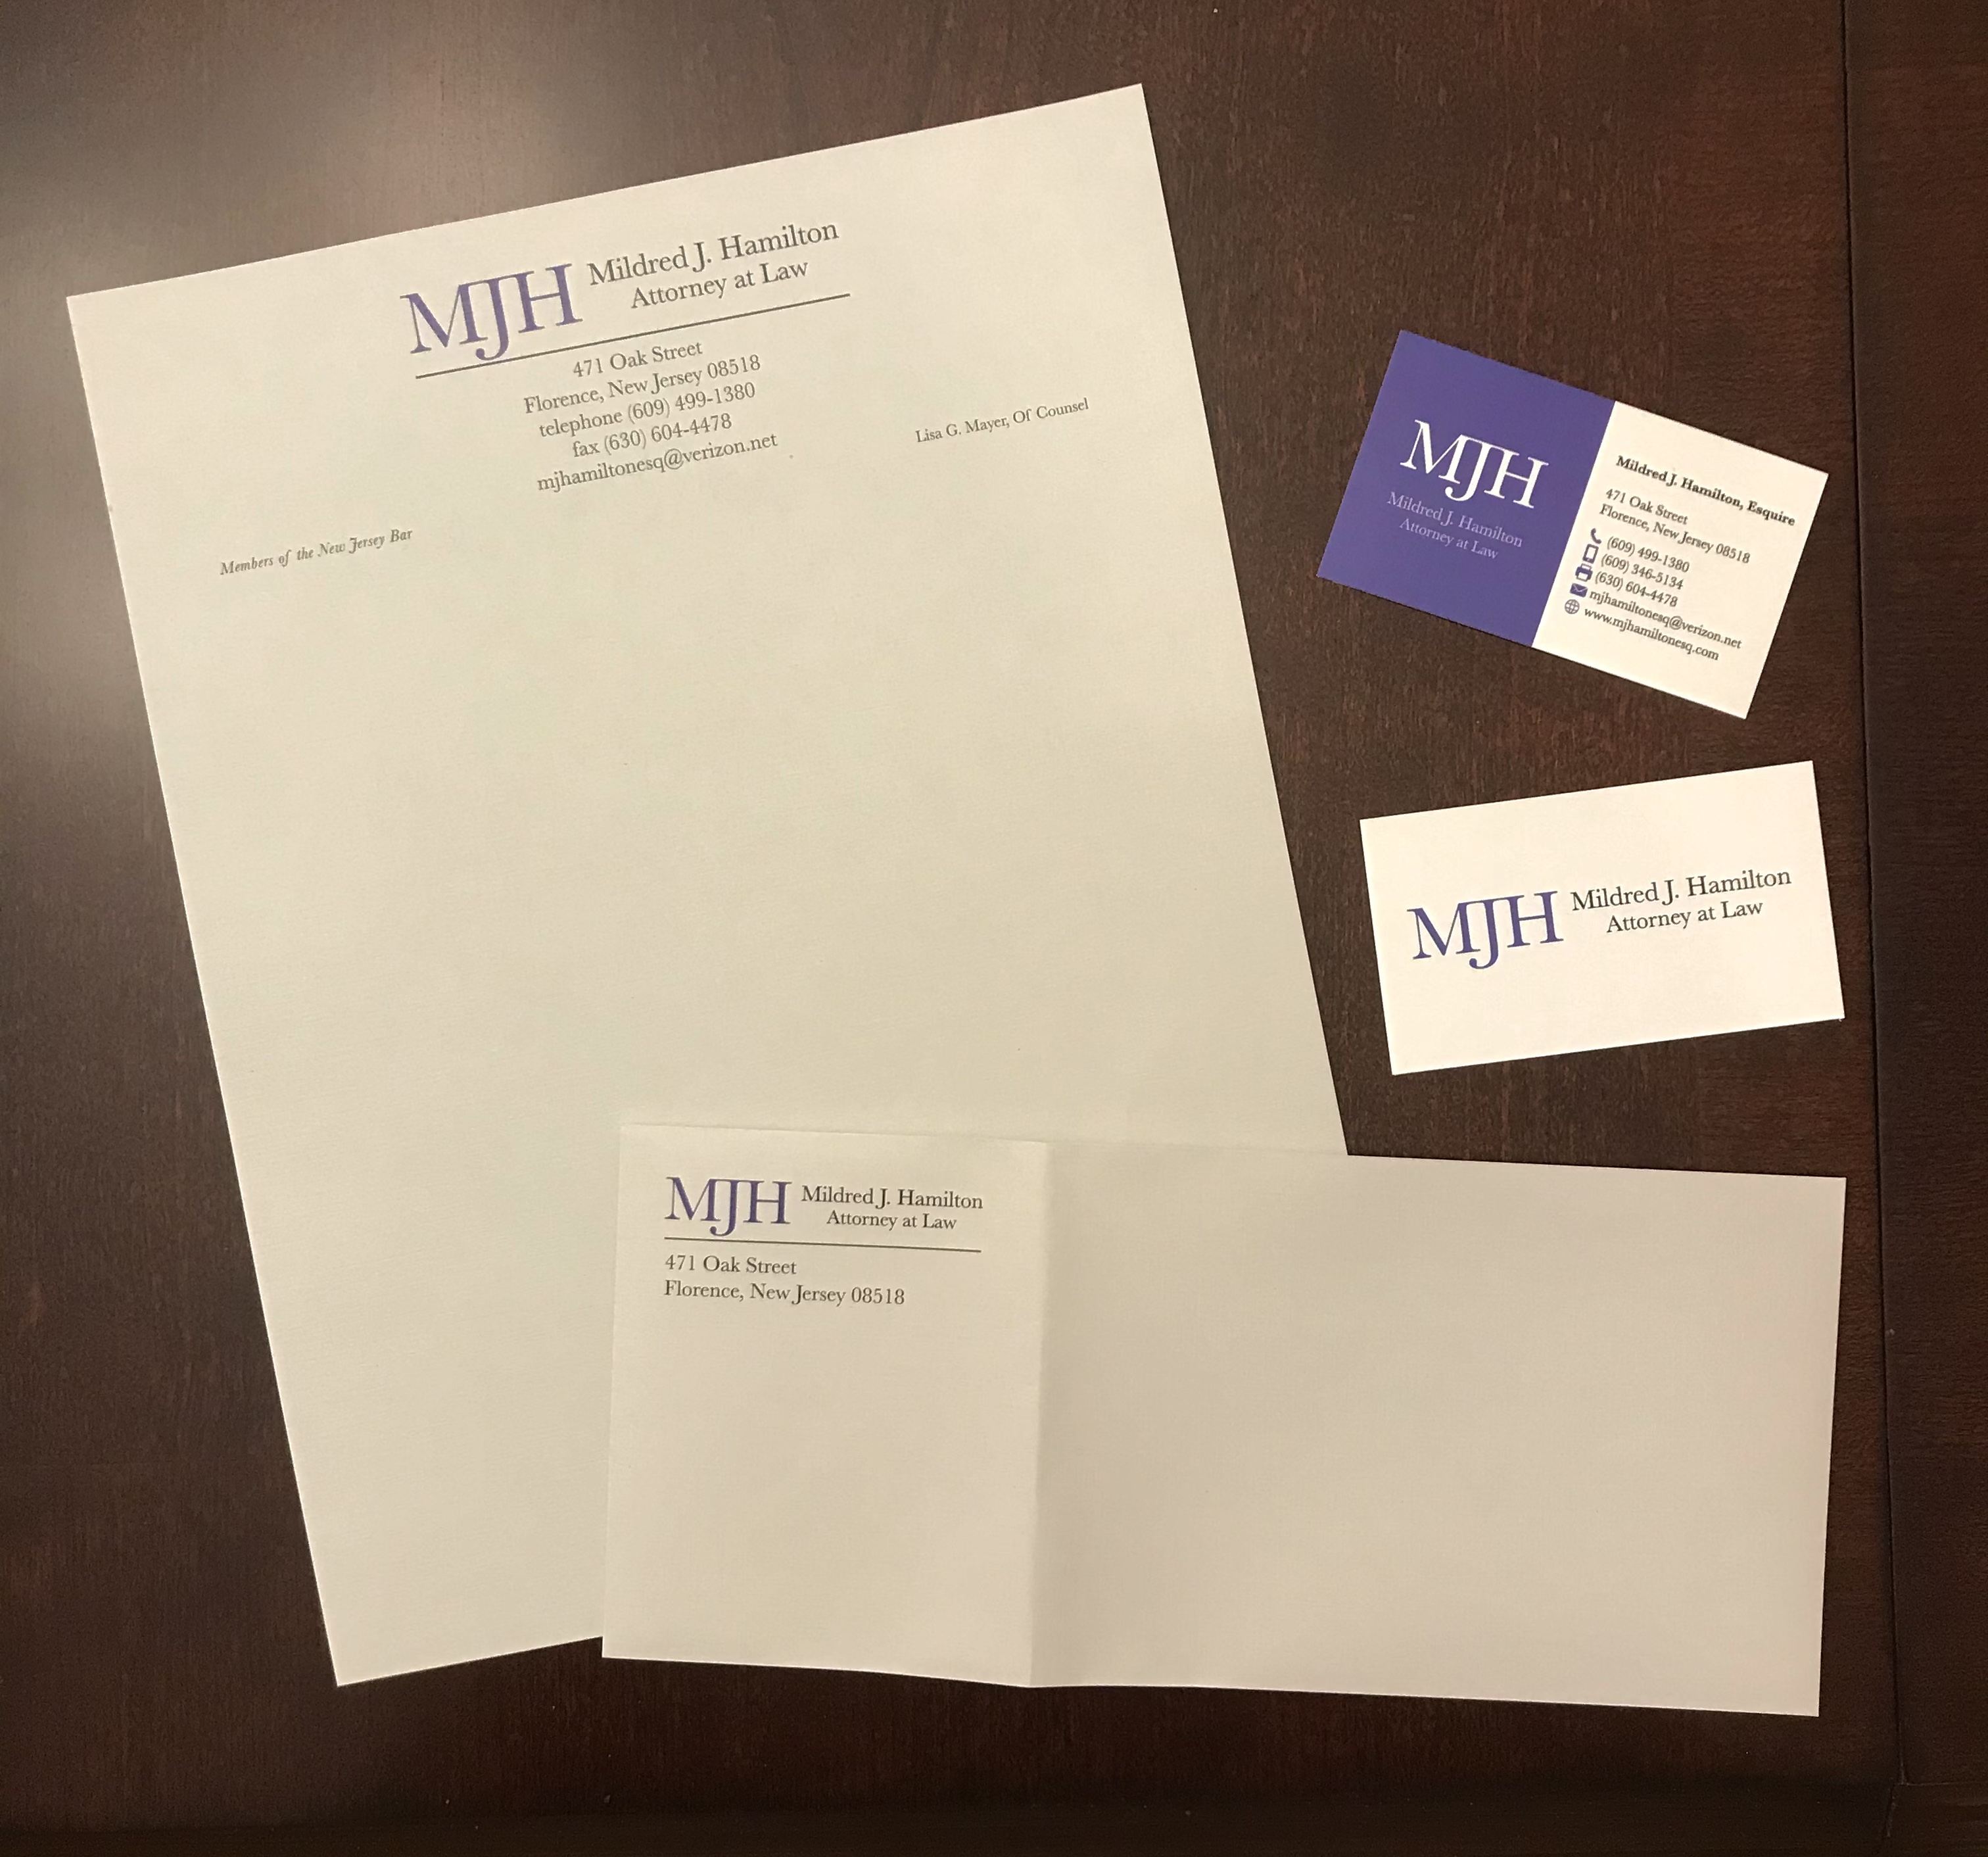 MJH
Mildred J. Hamilton
Attorney at Law
471 Oak Street
Florence, New Jersey 08518
telephone (609) 499-1380
fax (630) 604-4478
mjhamiltonesq@verizon.net
Lisa G. Mayer, Of Counsel
Members of the New Jersey Bar
MJH
Mildred J. Hamilton
Attorney at Law
Mildred J. Hamilton, Esquire
471 Oak Street
Florence, New Jersey 08518
(609) 499-1380
(609) 346-5134
(630) 604-4478
mjhamiltonesq@verizon.net
www.mjhamiltonesq.com
MJH
Mildred J. Hamilton
Attorney at Law
MJH
Mildred J. Hamilton
Attorney at Law
471 Oak Street
Florence, New Jersey 08518